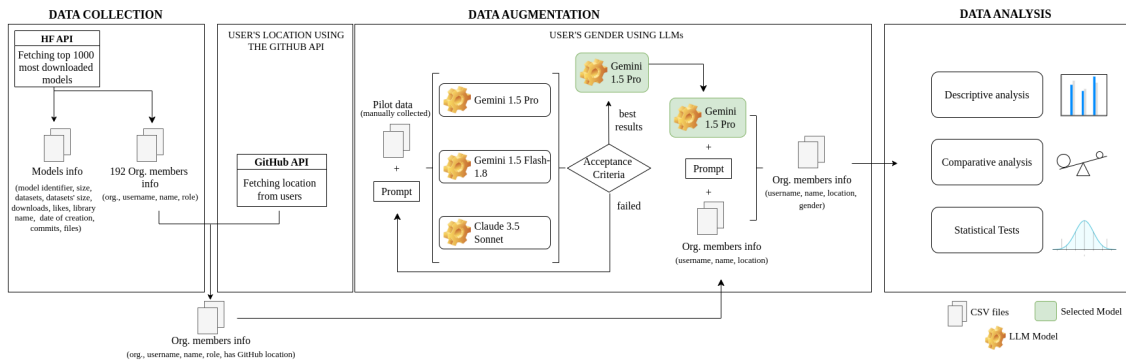 DATA COLLECTION
HF API
Fetching top 1000
most downloaded
models
Models info
(model identifier, size,
datasets, datasets' size,
downloads, likes, library
name, date of creation,
commits, files)
192 Org. members
info
(org., username, name, role)
DATA AUGMENTATION
USER'S LOCATION USING
THE GITHUB API
GitHub API
Fetching location
from users
Org. members info
(org., username, name, role, has GitHub location)
USER'S GENDER USING LLMs
Pilot data
(manually collected)
+
Prompt
Gemini 1.5 Pro
Gemini 1.5 Flash-
1.8
Claude 3.5
Sonnet
Gemini
1.5 Pro
best
results
Acceptance
Criteria
failed
Gemini
1.5 Pro
+
Prompt
+
Org. members info
(username, name, location)
Org. members info
(username, name, location,
gender)
DATA ANALYSIS
Descriptive analysis
Comparative analysis
Statistical Tests
CSV files
Selected Model
LLM Model